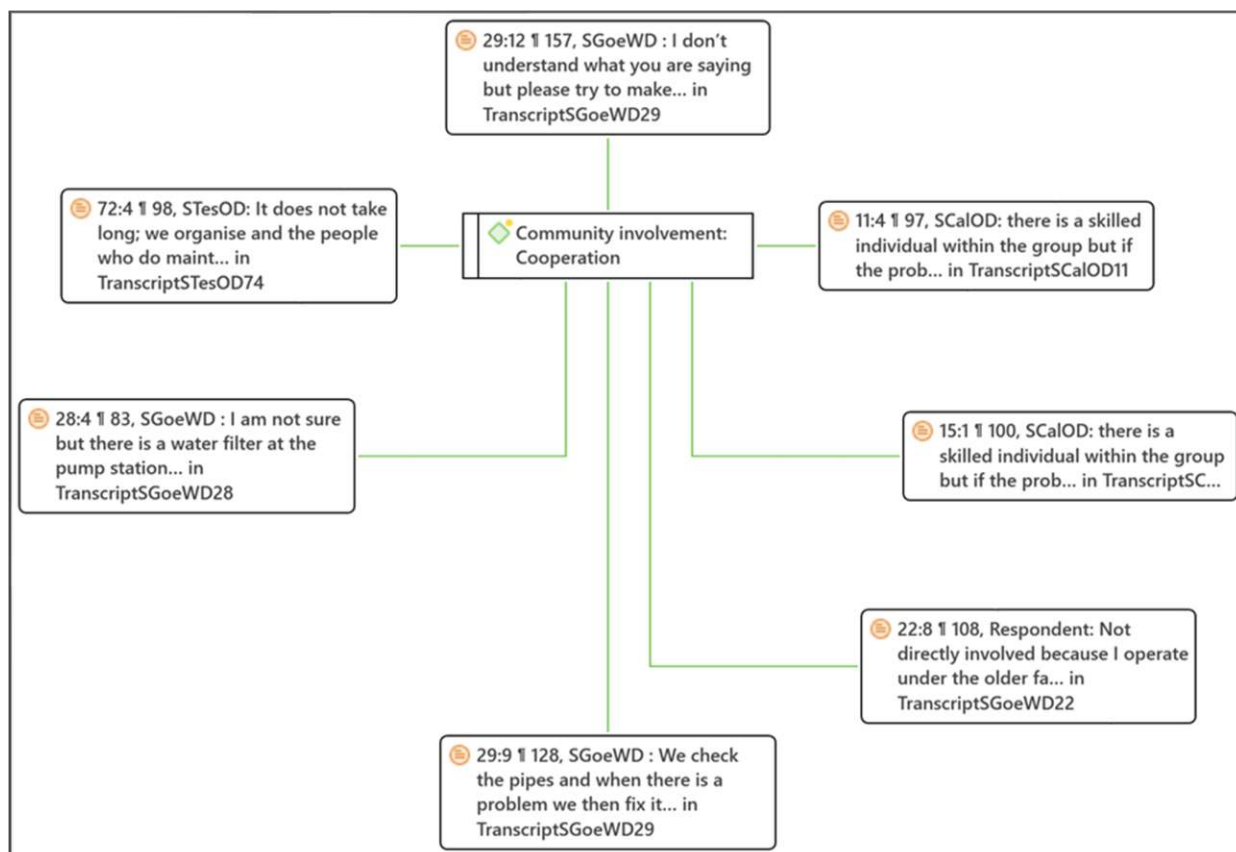 29:12 ¶ 157, SGoeWD : I don’t
understand what you are saying
but please try to make... in
TranscriptSGoeWD29
72:4 ¶ 98, STesOD: It does not take
long; we organise and the people
who do maint... in
TranscriptSTesOD74
Community involvement:
Cooperation
11:4 ¶ 97, SCalOD: there is a skilled
individual within the group but if
the prob... in TranscriptSCalOD11
28:4 ¶ 83, SGoeWD : I am not sure
but there is a water filter at the
pump station... in
TranscriptSGoeWD28
15:1 ¶ 100, SCalOD: there is a
skilled individual within the group
but if the prob... in TranscriptSC...
22:8 ¶ 108, Respondent: Not
directly involved because I operate
under the older fa... in
TranscriptSGoeWD22
29:9 ¶ 128, SGoeWD : We check
the pipes and when there is a
problem we then fix it... in
TranscriptSGoeWD29